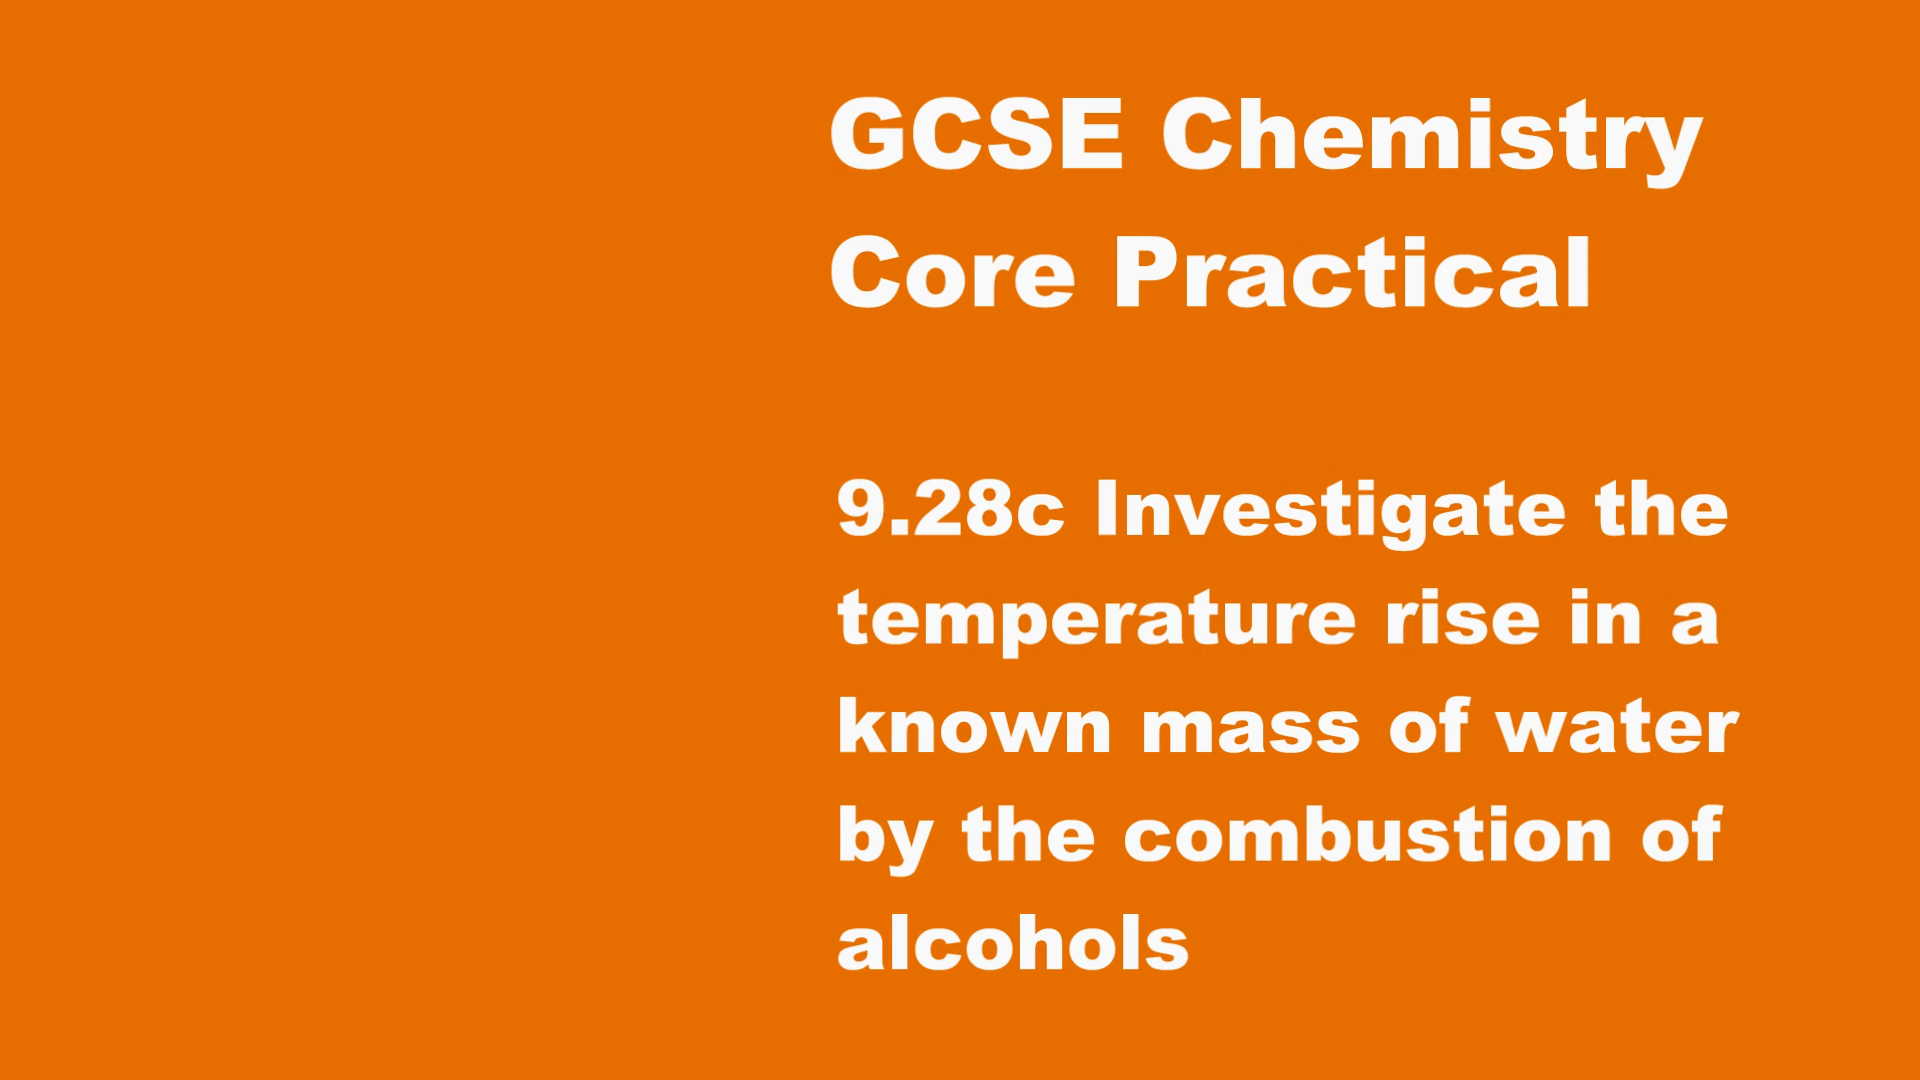 GCSE Chemistry
Core Practical
9.28c Investigate the
temperature rise in a
known mass of water
by the combustion of
alcohols